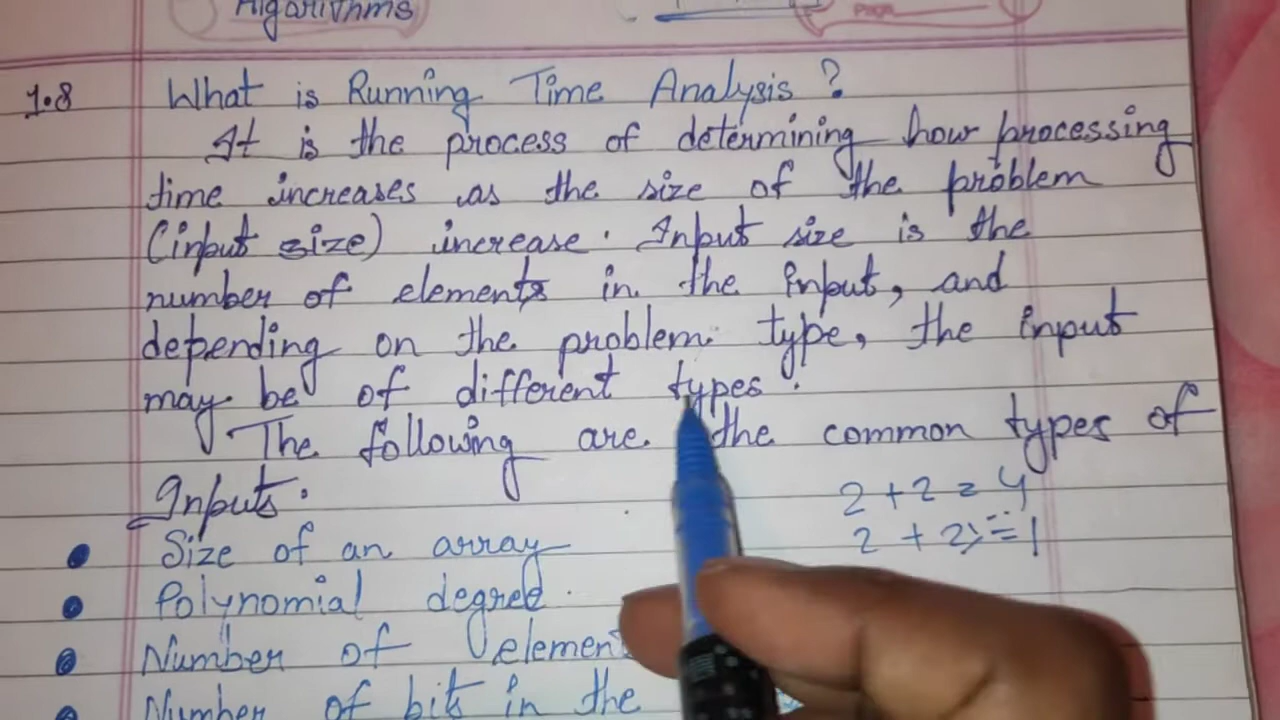 Algorithms
1.8 What is Running Time Analysis?
It is the process of determining how processing
time increases as the size of the problem
(input size) increase. Input size is the
number of elements in the input, and
depending on the problem type, the input
may be of different types.
The following are the common types of
Inputs.
2 + 2 = 4
2 + 2; = 1
• Size of an array
• Polynomial degree.
• Number of element
• Number of bits in the